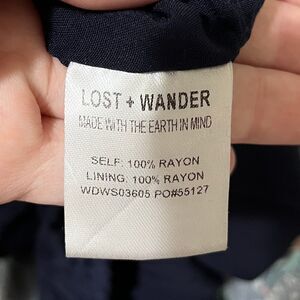 LOST + WANDER
MADE WITH THE EARTH IN MIND
SELF: 100% RAYON
LINING: 100% RAYON
WDWS03605 PO#55127